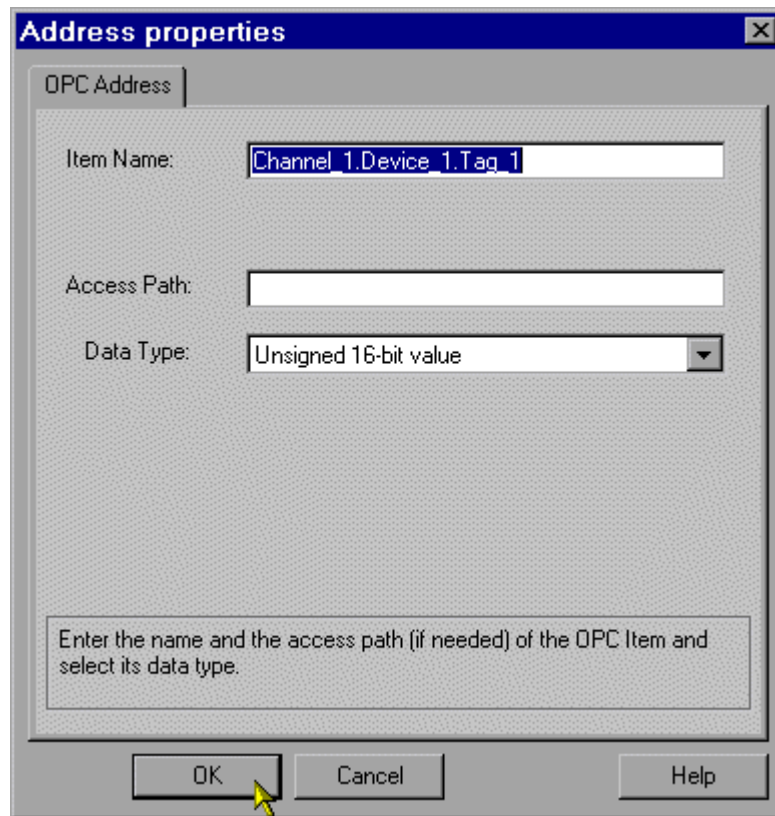 Address properties
OPC Address
Item Name: Channel_1.Device_1.Tag_1
Access Path:
Data Type: Unsigned 16-bit value
Enter the name and the access path (if needed) of the OPC Item and
select its data type.
OK Cancel Help